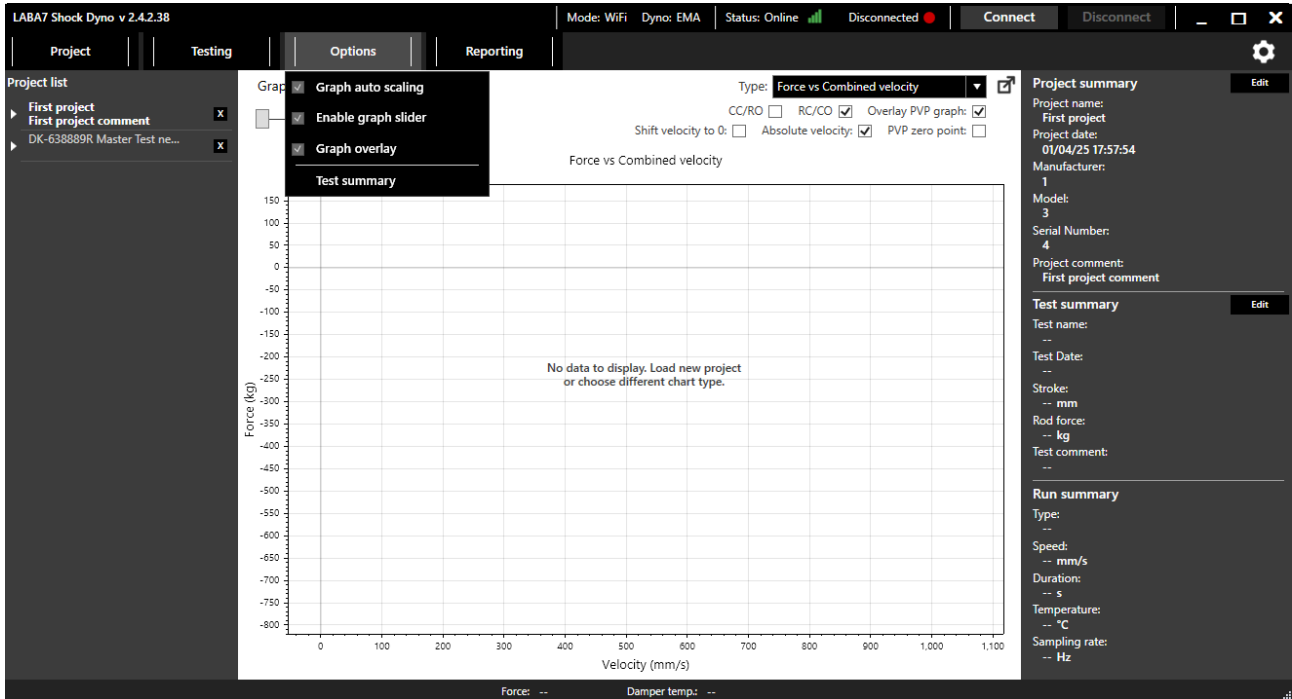 LABA7 Shock Dyno v 2.4.2.38
Mode: WiFi Dyno: EMA Status: Online Disconnected Connect Disconnect
Project Testing Options Reporting
Project list
First project
First project comment
X
DK-638889R Master Test ne...
X
Graph auto scaling
Enable graph slider
Graph overlay
Test summary
Grap
Type: Force vs Combined velocity
CC/RO RC/CO Overlay PVP graph:
Shift velocity to 0: Absolute velocity: PVP zero point:
Force vs Combined velocity
Force (kg)
150
100
50
0
-50
-100
-150
-200
-250
-300
-350
-400
-450
-500
-550
-600
-650
-700
-750
-800
No data to display. Load new project
or choose different chart type.
0 100 200 300 400 500 600 700 800 900 1,000 1,100
Velocity (mm/s)
Project summary Edit
Project name:
First project
Project date:
01/04/25 17:57:54
Manufacturer:
1
Model:
3
Serial Number:
4
Project comment:
First project comment
Test summary Edit
Test name:
--
Test Date:
--
Stroke:
-- mm
Rod force:
-- kg
Test comment:
--
Run summary
Type:
--
Speed:
-- mm/s
Duration:
-- s
Temperature:
-- °C
Sampling rate:
-- Hz
Force: -- Damper temp.: --